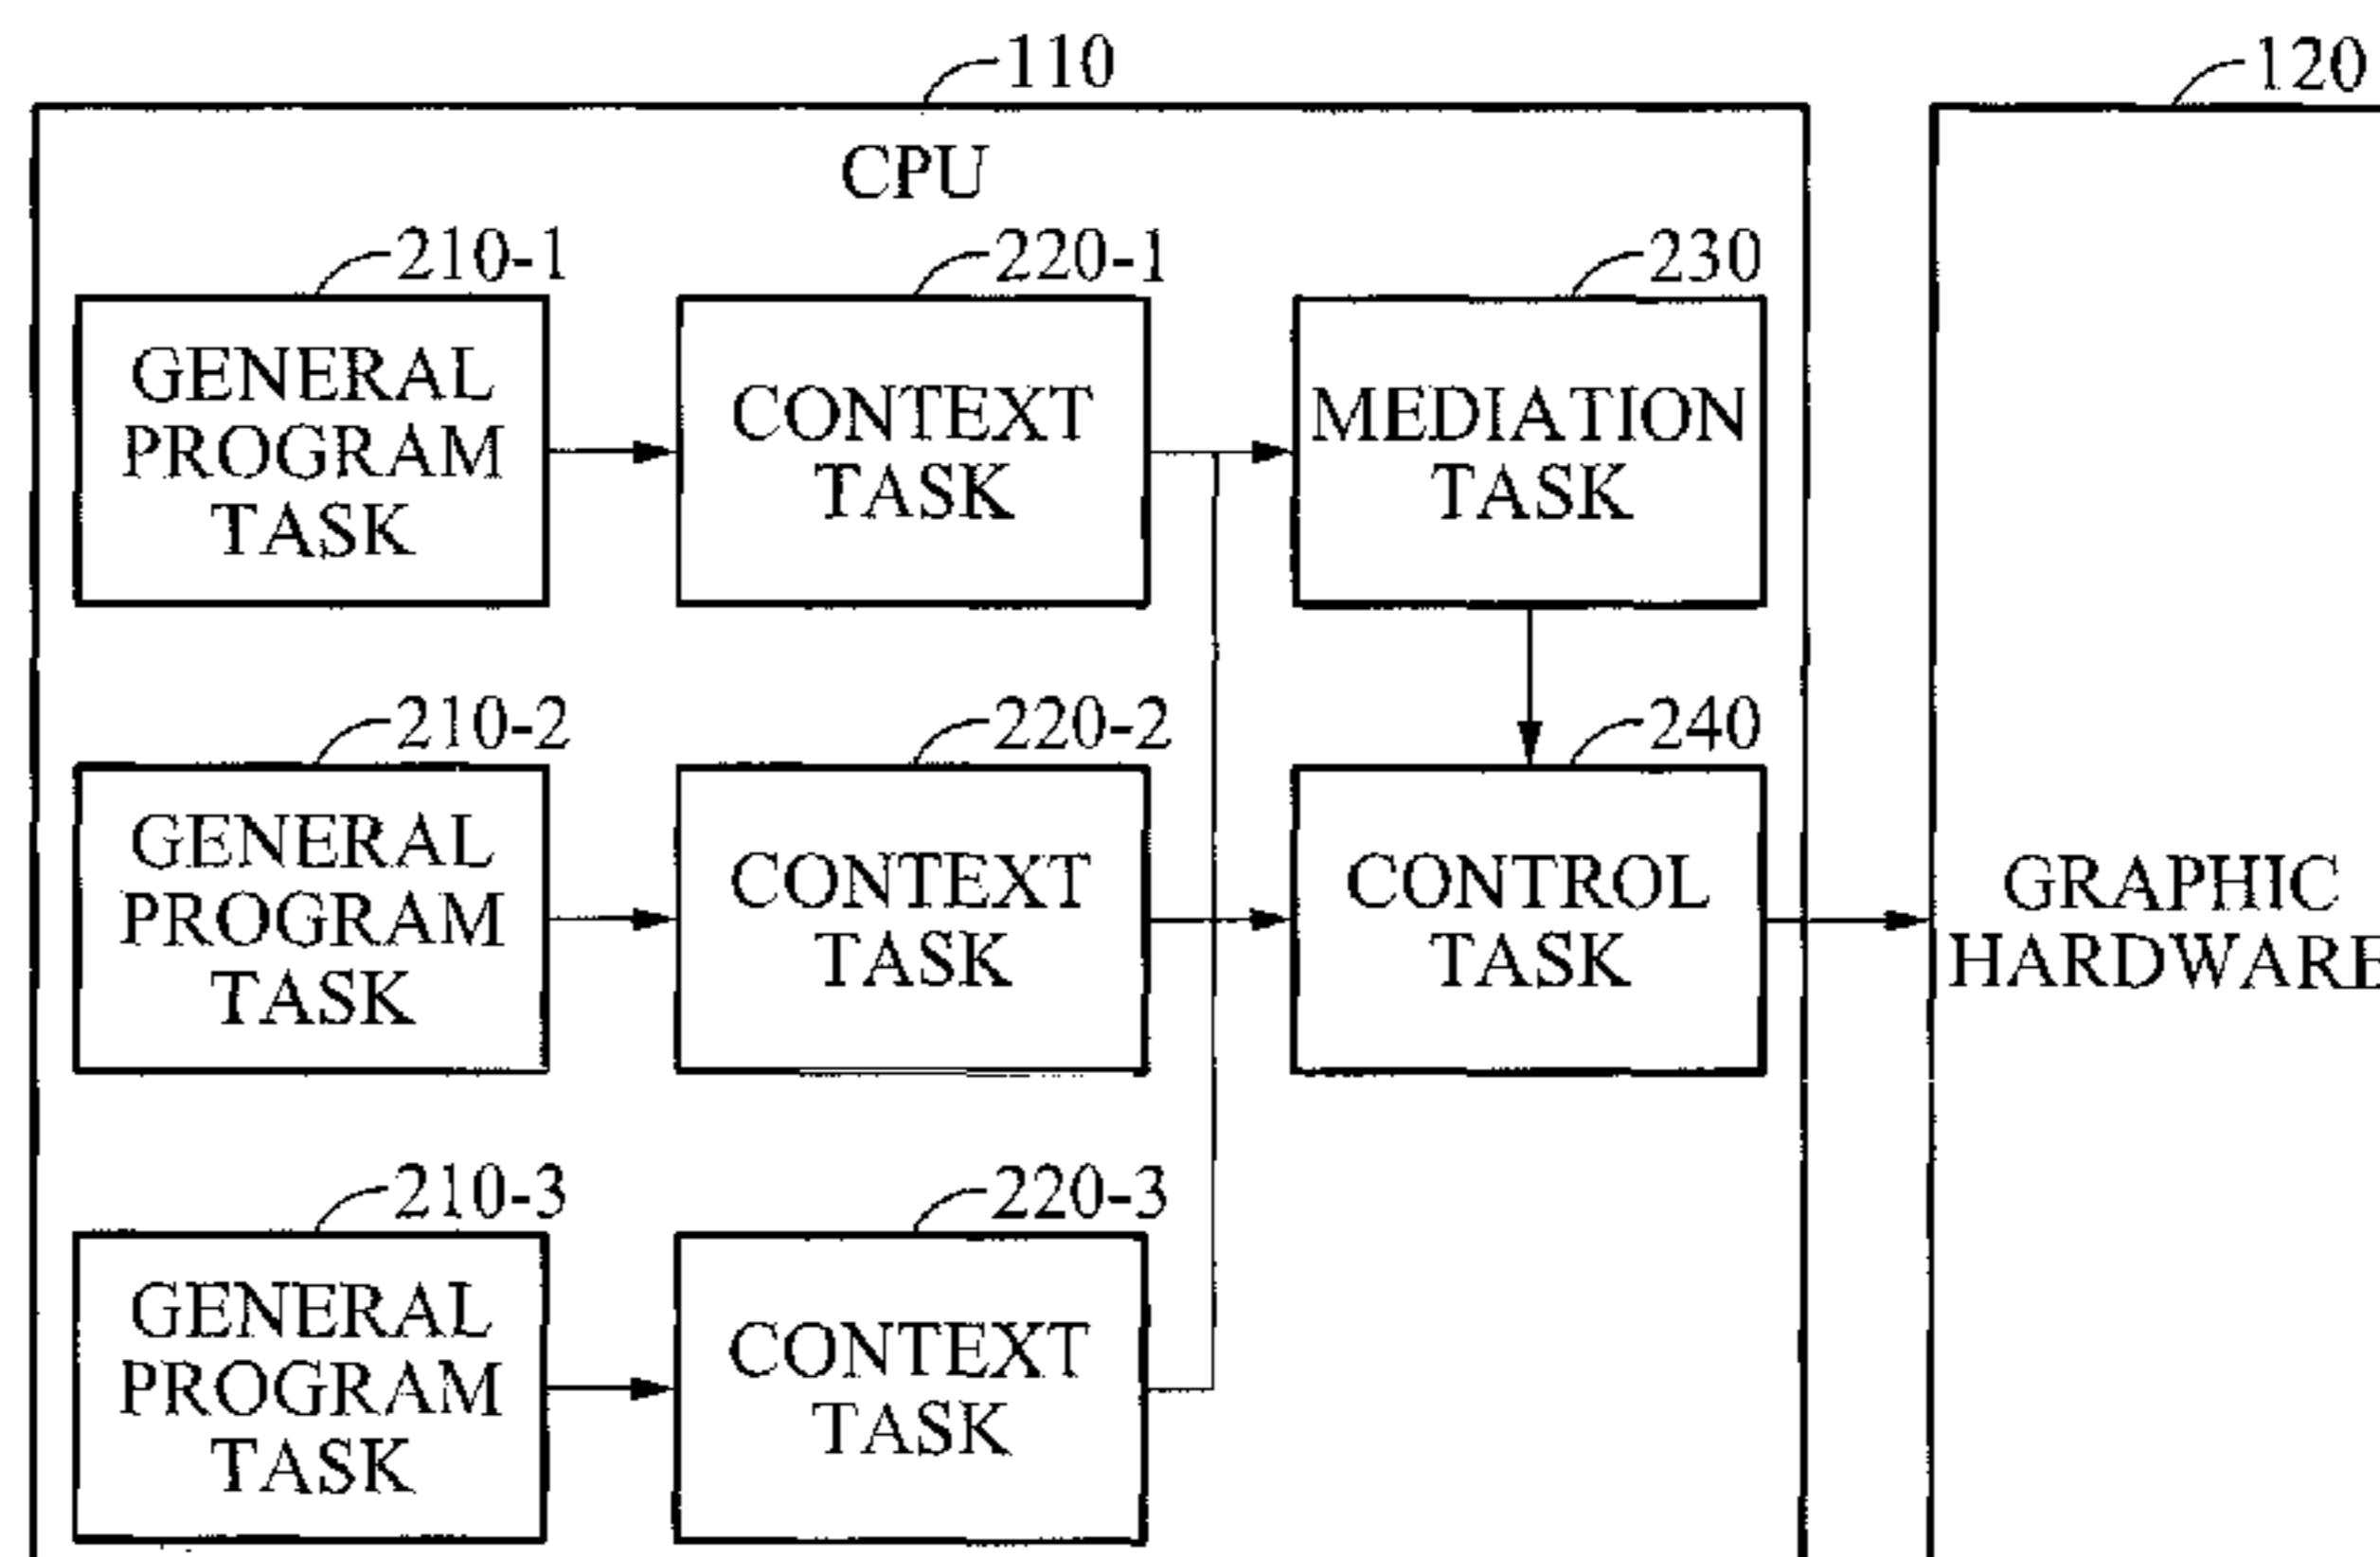 110
120
CPU
210-1
220-1
230
GENERAL
PROGRAM
TASK
CONTEXT
TASK
MEDIATION
TASK
210-2
220-2
240
GENERAL
PROGRAM
TASK
CONTEXT
TASK
CONTROL
TASK
GRAPHIC
HARDWARE
210-3
220-3
GENERAL
PROGRAM
TASK
CONTEXT
TASK